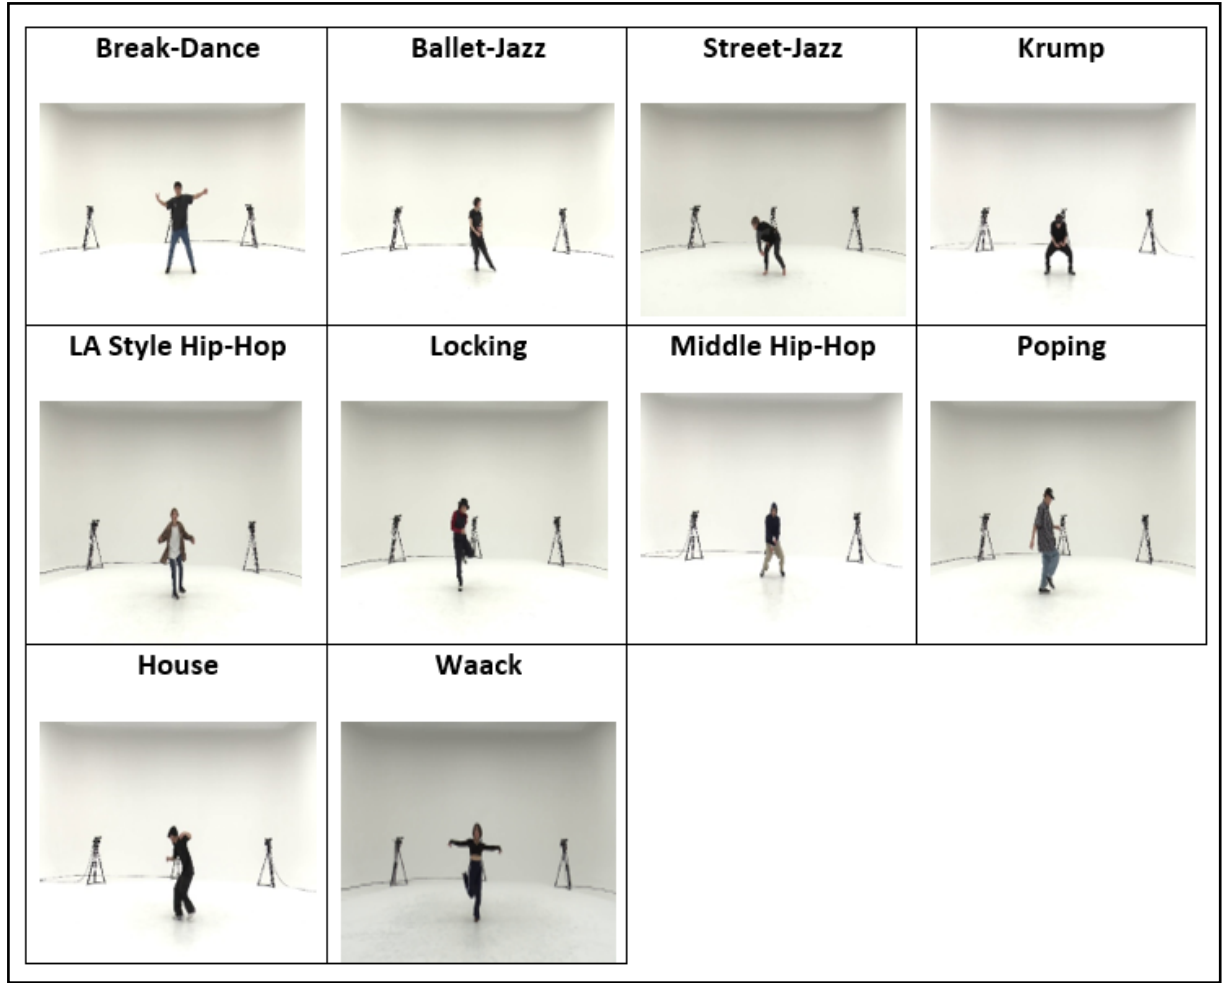 Break-Dance
Ballet-Jazz
Street-Jazz
Krump
LA Style Hip-Hop
Locking
Middle Hip-Hop
Poping
House
Waack